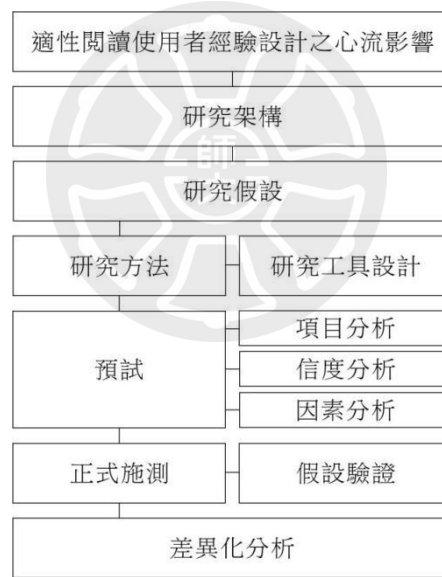 適性閱讀使用者經驗設計之心流影響
研究架構
師
研究假設
研究方法
研究工具設計
預試
項目分析
信度分析
因素分析
正式施測
假設驗證
差異化分析